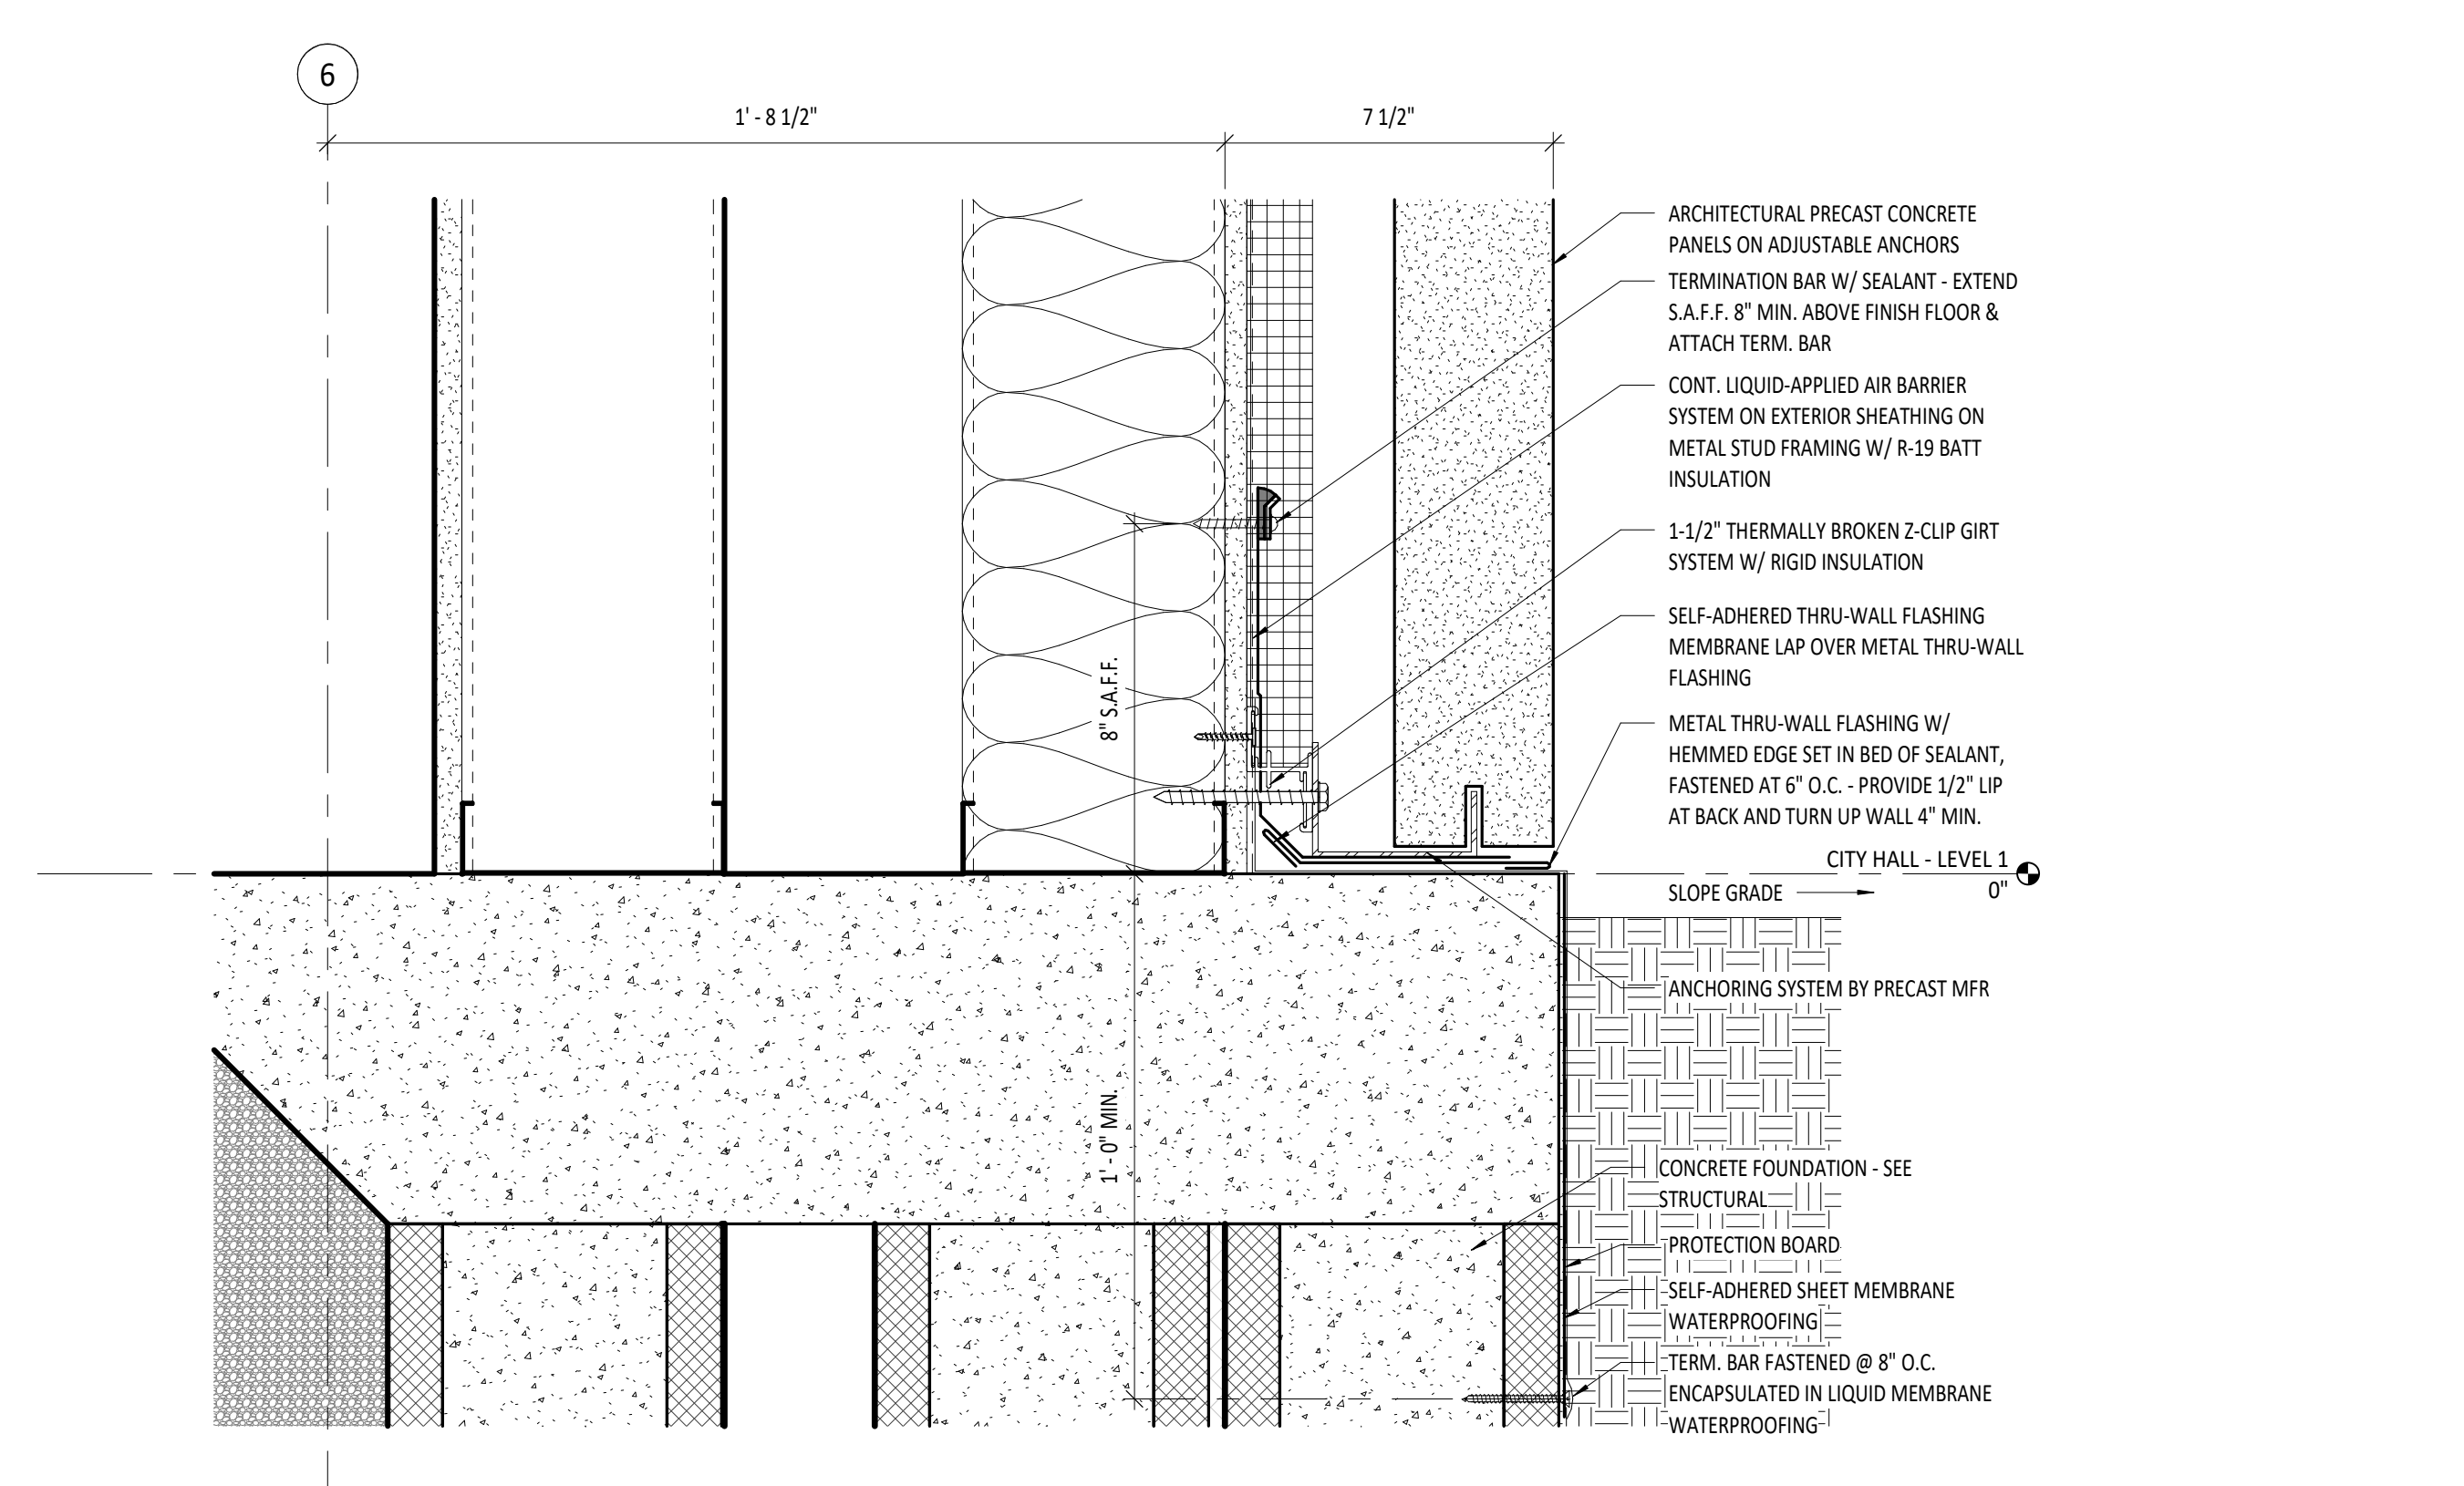 6
1' - 8 1/2"
7 1/2"
ARCHITECTURAL PRECAST CONCRETE
PANELS ON ADJUSTABLE ANCHORS
TERMINATION BAR W/ SEALANT - EXTEND
S.A.F.F. 8" MIN. ABOVE FINISH FLOOR &
ATTACH TERM. BAR
CONT. LIQUID-APPLIED AIR BARRIER
SYSTEM ON EXTERIOR SHEATHING ON
METAL STUD FRAMING W/ R-19 BATT
INSULATION
1-1/2" THERMALLY BROKEN Z-CLIP GIRT
SYSTEM W/ RIGID INSULATION
SELF-ADHERED THRU-WALL FLASHING
MEMBRANE LAP OVER METAL THRU-WALL
FLASHING
8" S.A.F.F.
METAL THRU-WALL FLASHING W/
HEMMED EDGE SET IN BED OF SEALANT,
FASTENED AT 6" O.C. - PROVIDE 1/2" LIP
AT BACK AND TURN UP WALL 4" MIN.
CITY HALL - LEVEL 1
0"
SLOPE GRADE
ANCHORING SYSTEM BY PRECAST MFR
1' - 0" MIN.
CONCRETE FOUNDATION - SEE
STRUCTURAL
PROTECTION BOARD
SELF-ADHERED SHEET MEMBRANE
WATERPROOFING
TERM. BAR FASTENED @ 8" O.C.
ENCAPSULATED IN LIQUID MEMBRANE
WATERPROOFING